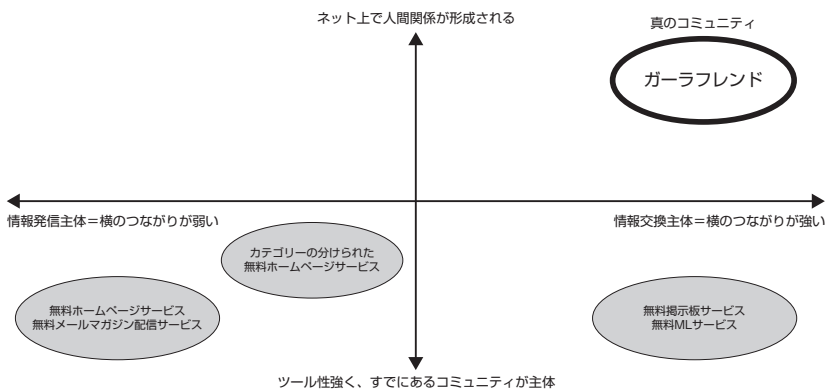 ネット上で人間関係が形成される
真のコミュニティ
ガーラフレンド
情報発信主体=横のつながりが弱い
情報交換主体=横のつながりが強い
カテゴリーの分けられた
無料ホームページサービス
無料ホームページサービス
無料メールマガジン配信サービス
無料掲示板サービス
無料MLサービス
ツール性強く、すでにあるコミュニティが主体